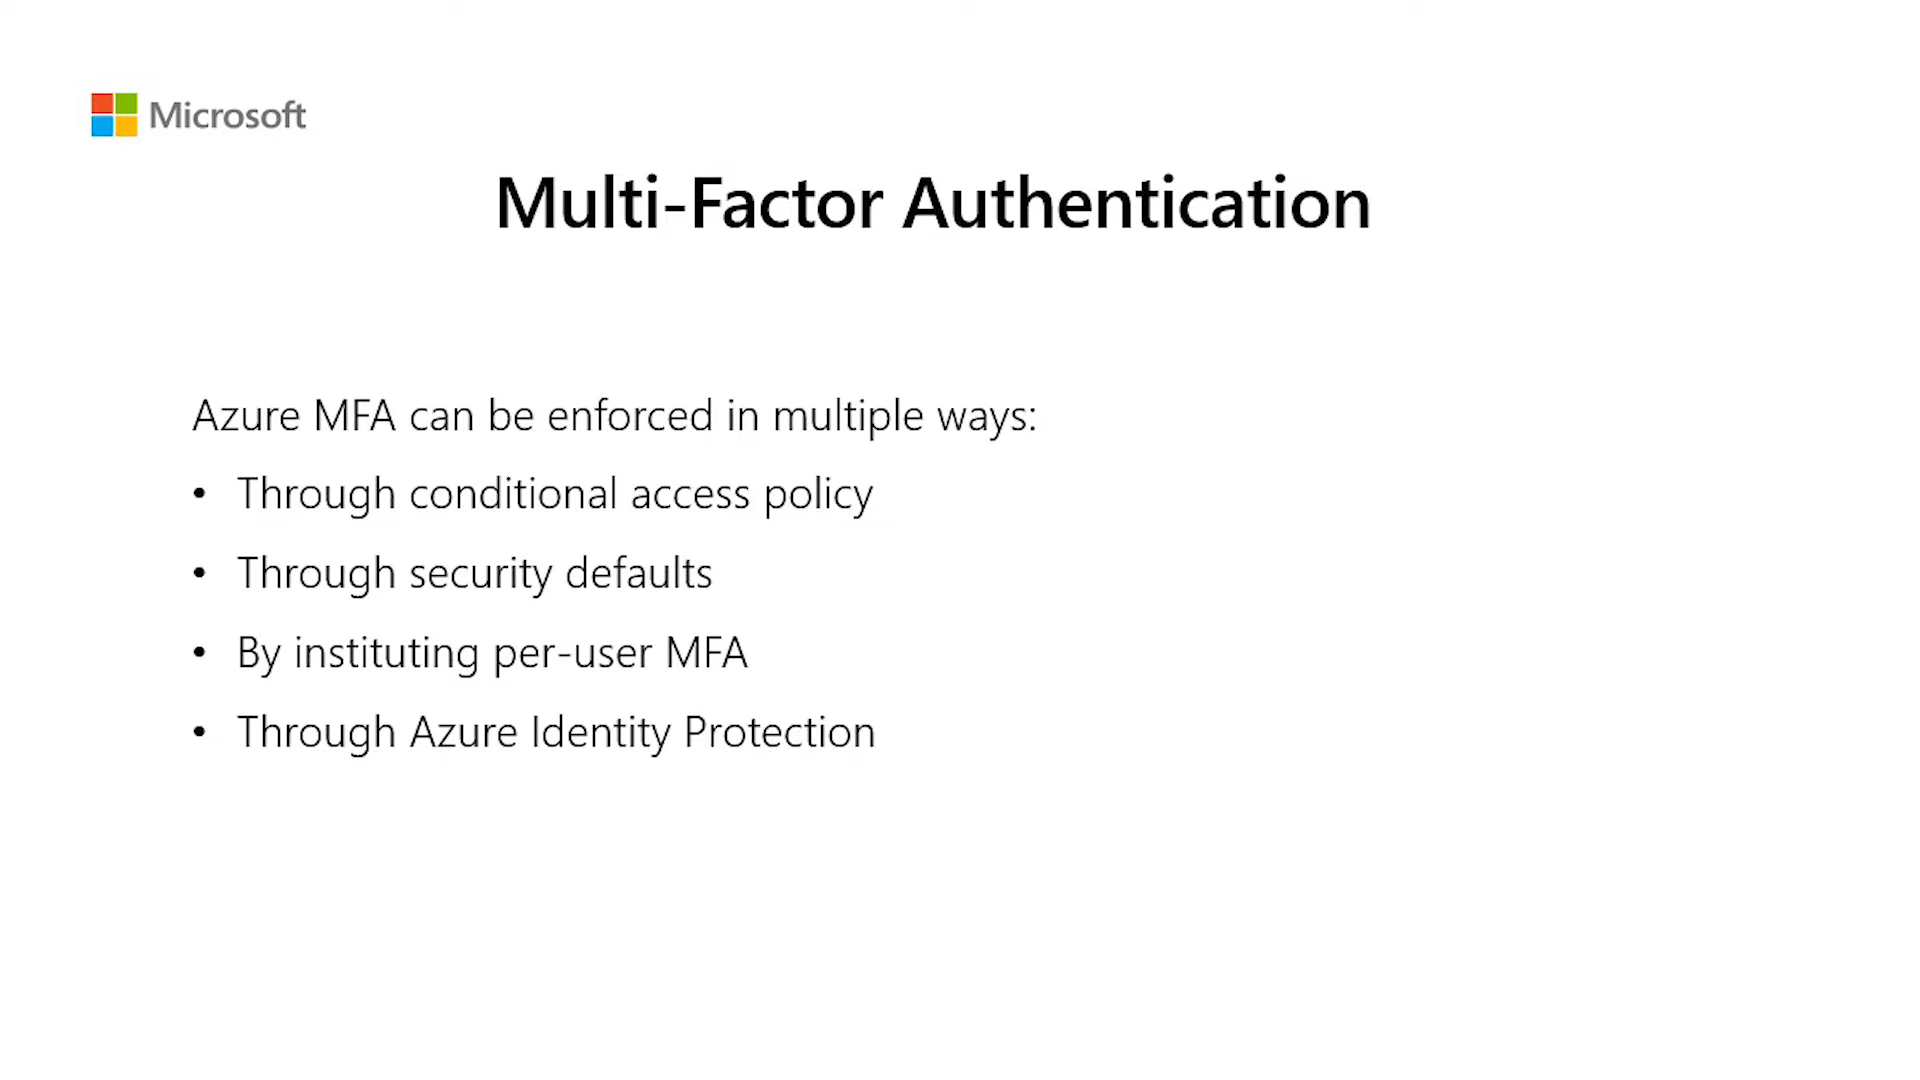 Microsoft
Multi-Factor Authentication
Azure MFA can be enforced in multiple ways:
• Through conditional access policy
• Through security defaults
• By instituting per-user MFA
• Through Azure Identity Protection